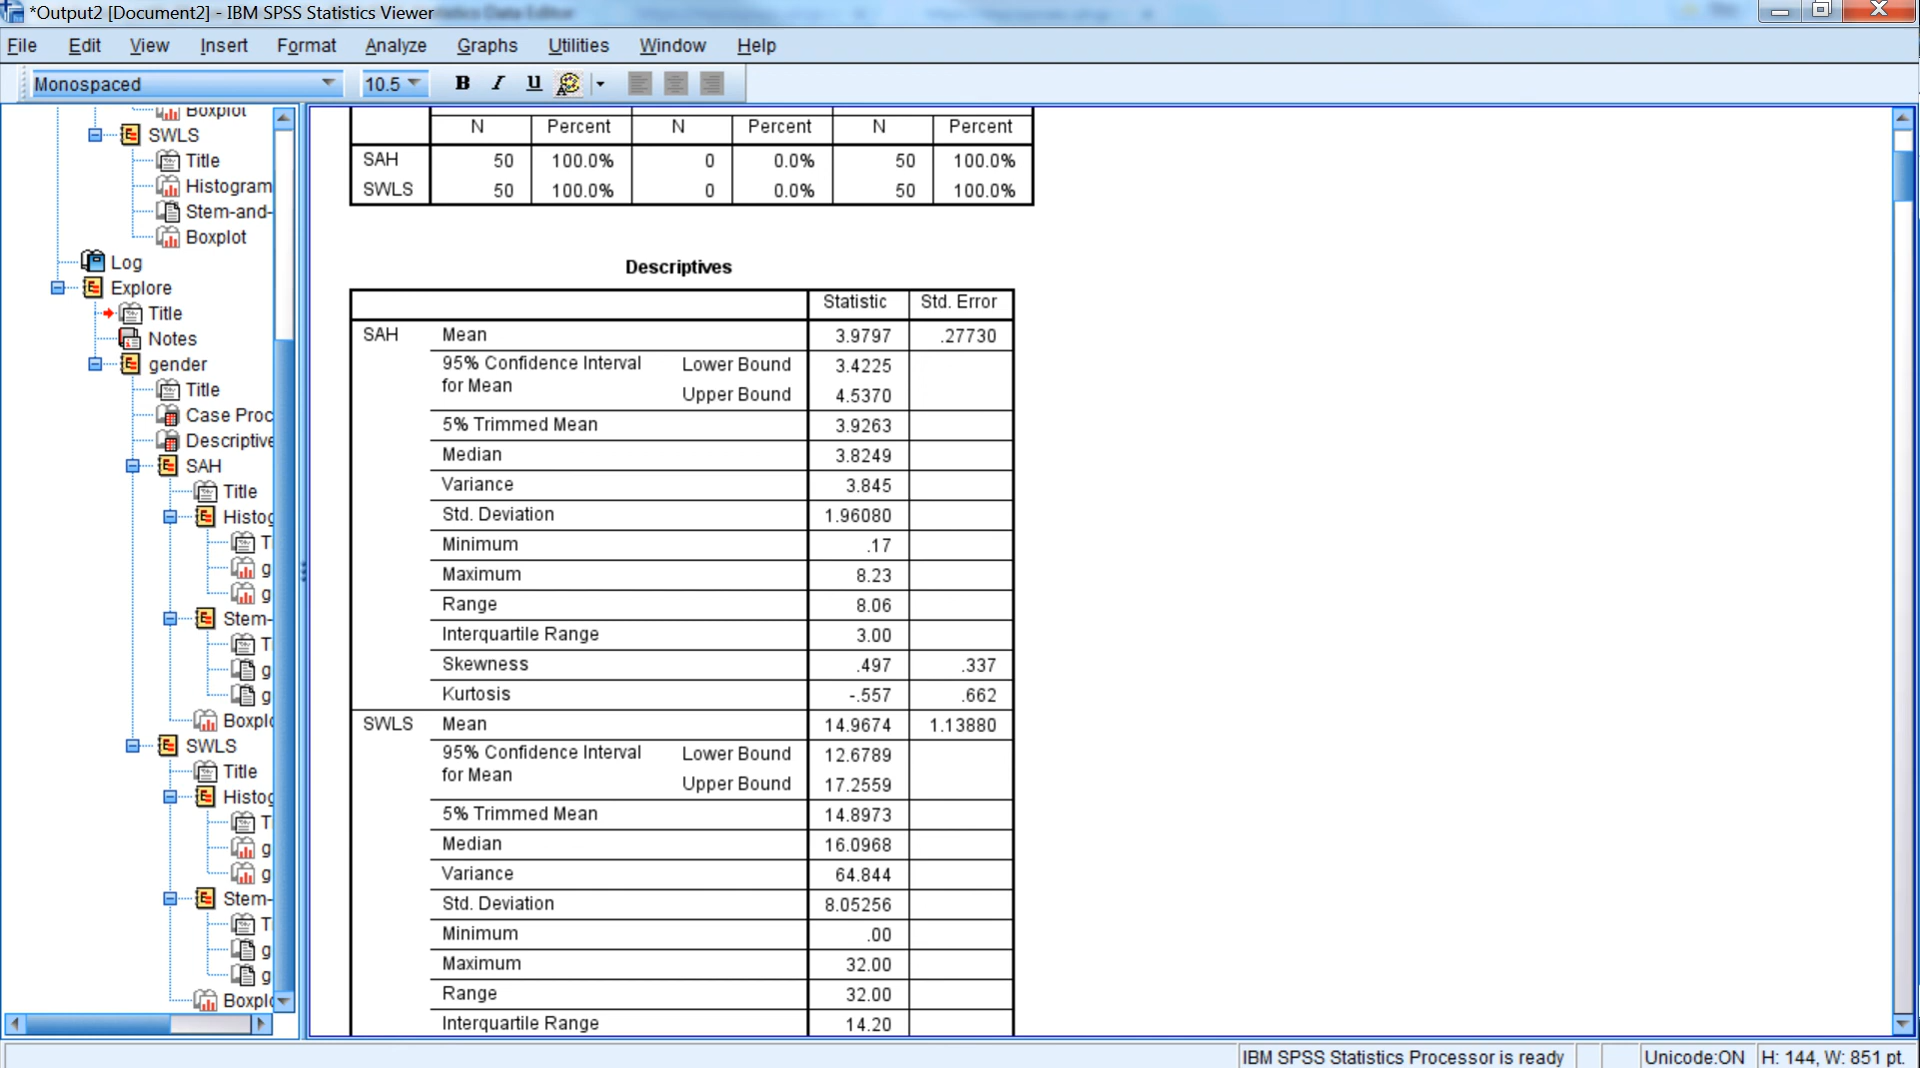 *Output2 [Document2] - IBM SPSS Statistics Viewer
File Edit View Insert Format Analyze Graphs Utilities Window Help
Monospaced 10.5 B I U
Boxplot
SWLS
Title
Histogram
Stem-and-
Boxplot
Log
Explore
Title
Notes
gender
Title
Case Proc
Descriptive
SAH
Title
Histog
T
g
g
Stem-
T
g
g
Boxplo
SWLS
Title
Histog
T
g
g
Stem-
T
g
g
Boxplo
N Percent N Percent N Percent
SAH 50 100.0% 0 0.0% 50 100.0%
SWLS 50 100.0% 0 0.0% 50 100.0%
Descriptives
Statistic Std. Error
SAH Mean 3.9797 .27730
95% Confidence Interval Lower Bound 3.4225
for Mean Upper Bound 4.5370
5% Trimmed Mean 3.9263
Median 3.8249
Variance 3.845
Std. Deviation 1.96080
Minimum .17
Maximum 8.23
Range 8.06
Interquartile Range 3.00
Skewness .497 .337
Kurtosis -.557 .662
SWLS Mean 14.9674 1.13880
95% Confidence Interval Lower Bound 12.6789
for Mean Upper Bound 17.2559
5% Trimmed Mean 14.8973
Median 16.0968
Variance 64.844
Std. Deviation 8.05256
Minimum .00
Maximum 32.00
Range 32.00
Interquartile Range 14.20
IBM SPSS Statistics Processor is ready Unicode:ON H: 144, W: 851 pt.